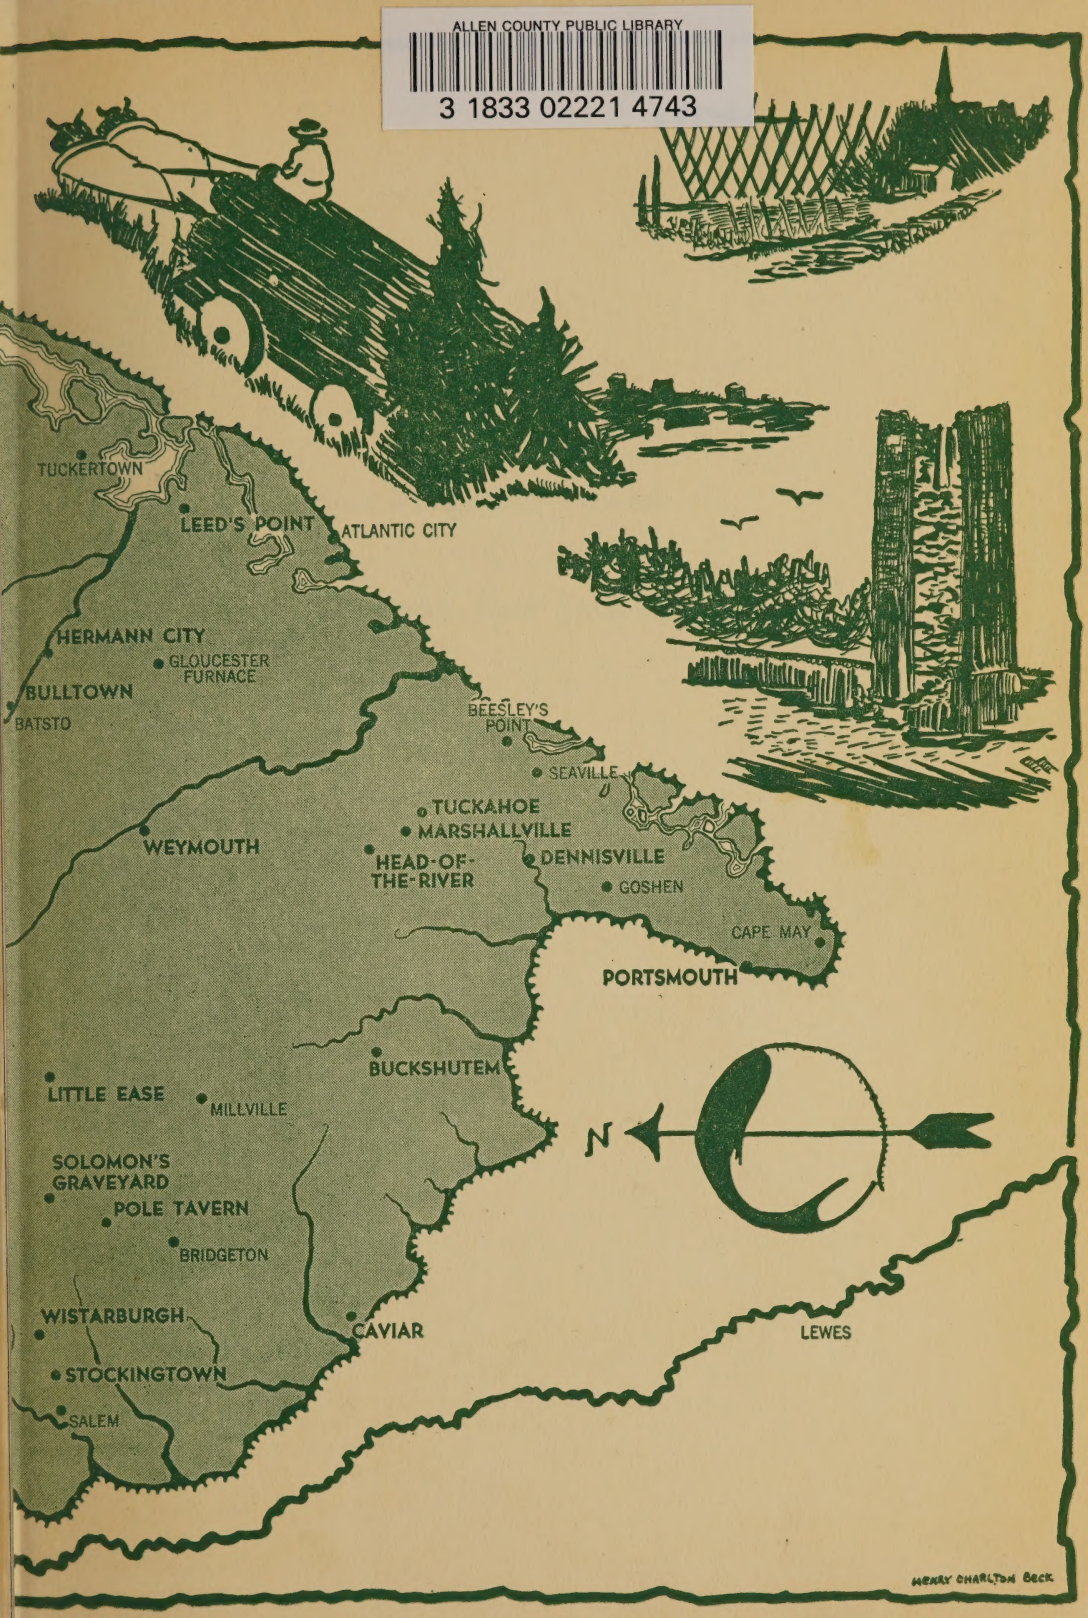 ALLEN COUNTY PUBLIC LIBRARY
3 1833 02221 4743
TUCKERTOWN
LEED'S POINT
ATLANTIC CITY
HERMANN CITY
GLOUCESTER
FURNACE
BULLTOWN
BATSTO
BEESLEY'S
POINT
SEAVILLE
TUCKAHOE
MARSHALLVILLE
WEYMOUTH
HEAD-OF-
THE-RIVER
DENNISVILLE
GOSHEN
CAPE MAY
PORTSMOUTH
BUCKSHUTEM
LITTLE EASE
MILLVILLE
N
SOLOMON'S
GRAVEYARD
POLE TAVERN
BRIDGETON
WISTARBURGH
CAVIAR
LEWES
STOCKINGTOWN
SALEM
HENRY CHARLTON BECK